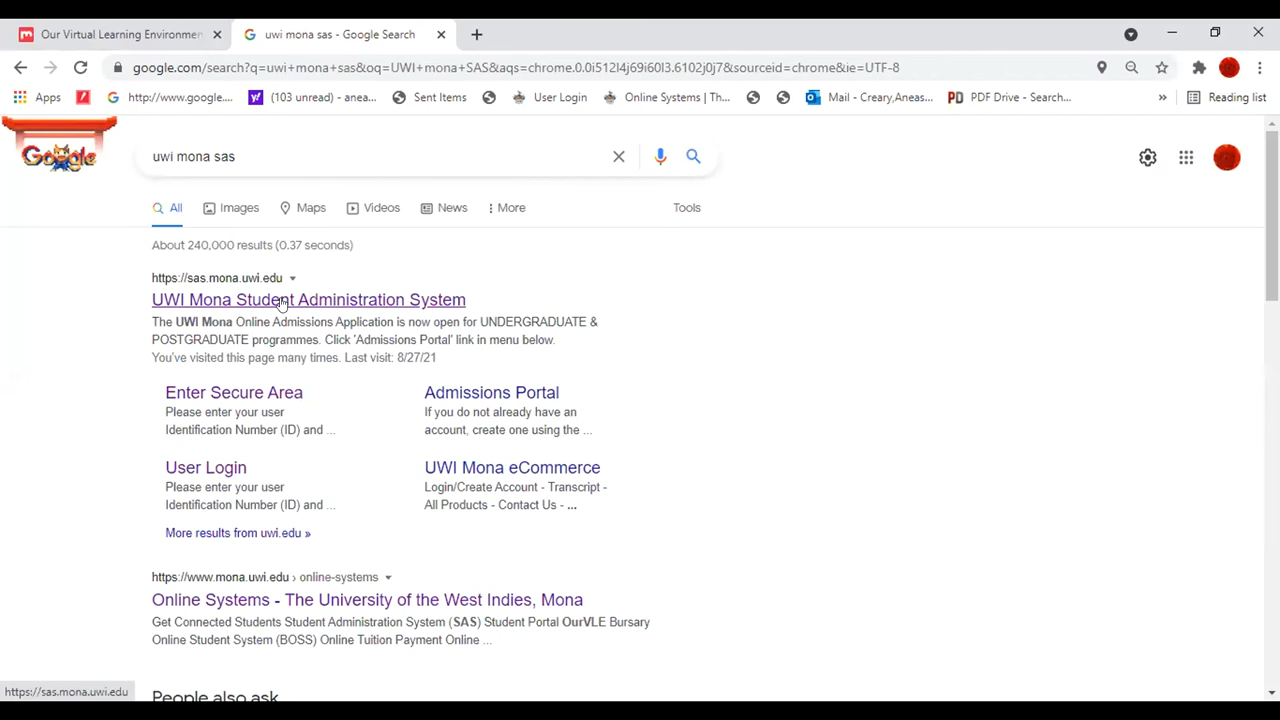 Our Virtual Learning Environmen
uwi mona sas - Google Search
google.com/search?q=uwi+mona+sas&oq=UWI+mona+SAS&aqs=chrome.0.0i512l4j69i60l3.6102j0j7&sourceid=chrome&ie=UTF-8
Apps
http://www.google....
(103 unread) - anea...
Sent Items
User Login
Online Systems | Th...
Mail - Creary,Aneas...
PDF Drive - Search...
»
Reading list
Google
uwi mona sas
All
Images
Maps
Videos
News
More
Tools
About 240,000 results (0.37 seconds)
https://sas.mona.uwi.edu
UWI Mona Student Administration System
The UWI Mona Online Admissions Application is now open for UNDERGRADUATE &
POSTGRADUATE programmes. Click 'Admissions Portal' link in menu below.
You've visited this page many times. Last visit: 8/27/21
Enter Secure Area
Please enter your user
Identification Number (ID) and ...
Admissions Portal
If you do not already have an
account, create one using the ...
User Login
Please enter your user
Identification Number (ID) and ...
UWI Mona eCommerce
Login/Create Account - Transcript -
All Products - Contact Us - ...
More results from uwi.edu »
https://www.mona.uwi.edu › online-systems
Online Systems - The University of the West Indies, Mona
Get Connected Students Student Administration System (SAS) Student Portal OurVLE Bursary
Online Student System (BOSS) Online Tuition Payment Online ...
https://sas.mona.uwi.edu
People also ask